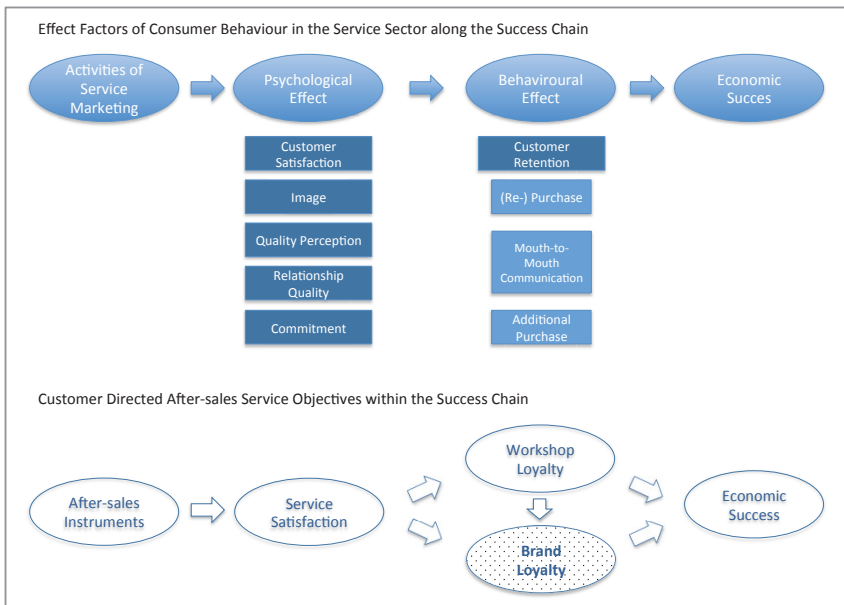 Effect Factors of Consumer Behaviour in the Service Sector along the Success Chain
Activities of
Service
Marketing
Psychological
Effect
Behaviroural
Effect
Economic
Succes
Customer
Satisfaction
Image
Quality Perception
Relationship
Quality
Commitment
Customer
Retention
(Re-) Purchase
Mouth-to-
Mouth
Communication
Additional
Purchase
Customer Directed After-sales Service Objectives within the Success Chain
After-sales
Instruments
Service
Satisfaction
Workshop
Loyalty
Brand
Loyalty
Economic
Success